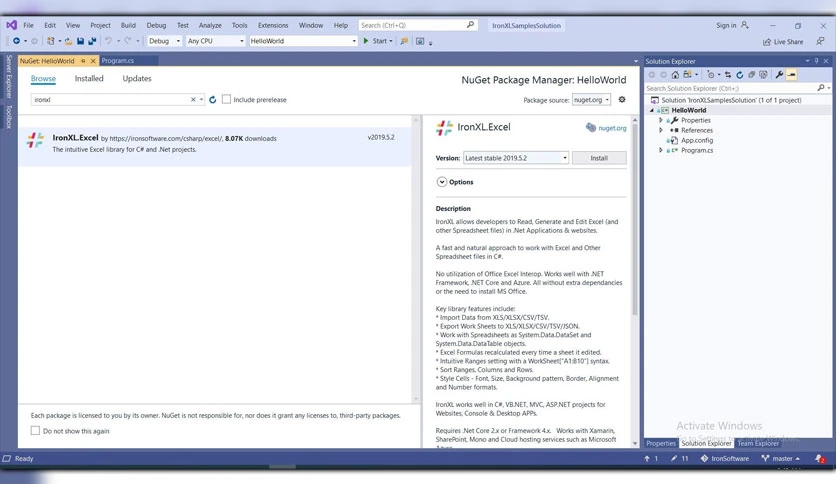 File Edit View Project Build Debug Test Analyze Tools Extensions Window Help Search (Ctrl+Q) IronXLSamplesSolution Sign in
Debug Any CPU HelloWorld Start Live Share
Server Explorer
Toolbox
NuGet: HelloWorld Program.cs
Browse Installed Updates
NuGet Package Manager: HelloWorld
ironxl
Include prerelease
Package source: nuget.org
IronXL.Excel by https://ironsoftware.com/csharp/excel/, 8.07K downloads
v2019.5.2
The intuitive Excel library for C# and .Net projects.
Each package is licensed to you by its owner. NuGet is not responsible for, nor does it grant any licenses to, third-party packages.
Do not show this again
IronXL.Excel
nuget.org
Version: Latest stable 2019.5.2 Install
Options
Description
IronXL allows developers to Read, Generate and Edit Excel (and
other Spreadsheet files) in .Net Applications & websites.
A fast and natural approach to work with Excel and Other
Spreadsheet files in C#.
No utilization of Office Excel Interop. Works well with .NET
Framework, .NET Core and Azure. All without extra dependancies
or the need to install MS Office.
Key library features include:
* Import Data from XLS/XLSX/CSV/TSV.
* Export Work Sheets to XLS/XLSX/CSV/TSV/JSON.
* Work with Spreadsheets as System.Data.DataSet and
System.Data.DataTable objects.
* Excel Formulas recalculated every time a sheet it edited.
* Intuitive Ranges setting with a WorkSheet["A1:B10"] syntax.
* Sort Ranges, Columns and Rows.
* Style Cells - Font, Size, Background pattern, Border, Alignment
and Number formats.
IronXL works well in C#, VB.NET, MVC, ASP.NET projects for
Websites, Console & Desktop APPs.
Requires .Net Core 2.x or Framework 4.x. Works with Xamarin,
SharePoint, Mono and Cloud hosting services such as Microsoft
Solution Explorer
Search Solution Explorer (Ctrl+;)
Solution 'IronXLSamplesSolution' (1 of 1 project)
HelloWorld
Properties
References
App.config
Program.cs
Activate Windows
Properties Solution Explorer Team Explorer
Ready
1 11 IronSoftware master 2